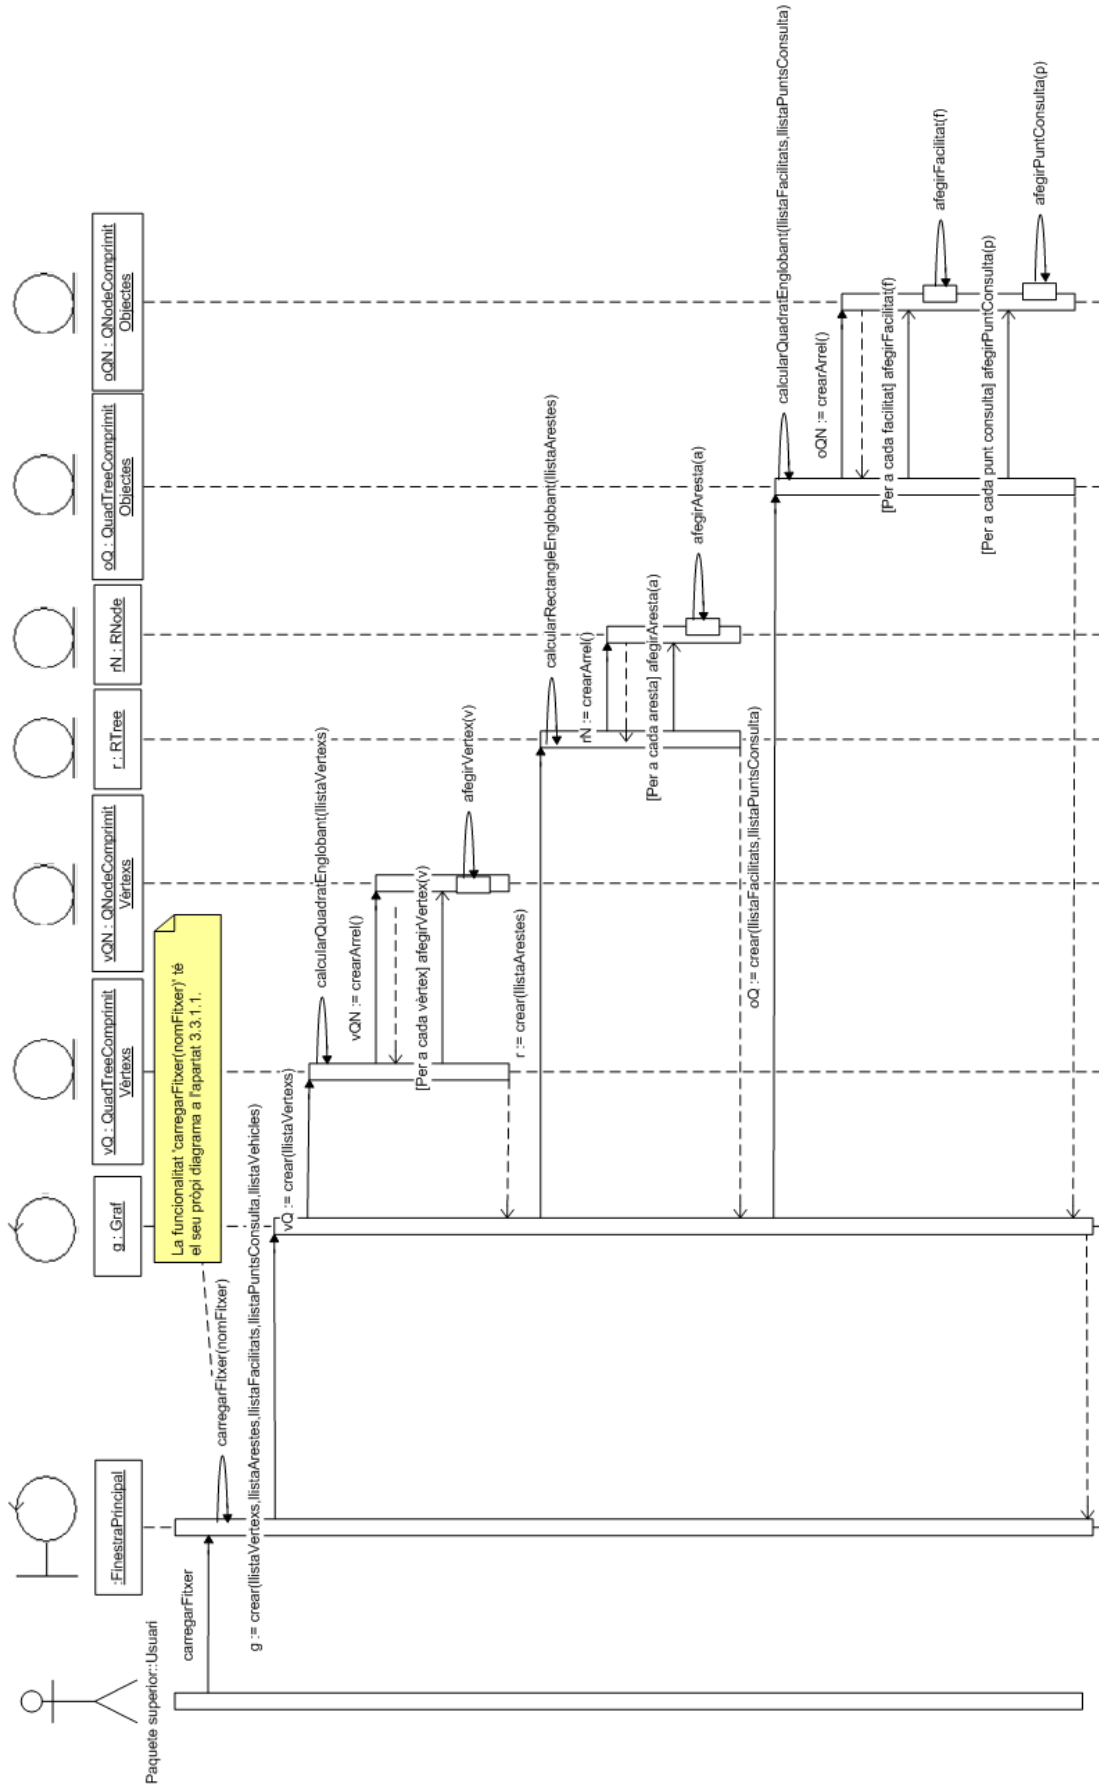 Paquete superior::Usuari
:FinestraPrincipal
g : Graf
vQ : QuadTreeComprimit
Vèrtexs
vQN : QNodeComprimit
Vèrtexs
r : RTree
rN : RNode
oQ : QuadTreeComprimit
Objectes
oQN : QNodeComprimit
Objectes
La funcionalitat 'carregarFitxer(nomFitxer)' té
el seu pròpi diagrama a l'apartat 3.3.1.1.
carregarFitxer
carregarFitxer(nomFitxer)
g := crear(llistaVertexs,llistaArestes,llistaFacilitats,llistaPuntsConsulta,llistaVehicles)
vQ := crear(llistaVertexs)
calcularQuadratEnglobant(llistaVertexs)
vQN := crearArrel()
[Per a cada vèrtex] afegirVertex(v)
afegirVertex(v)
r := crear(llistaArestes)
calcularRectangleEnglobant(llistaArestes)
rN := crearArrel()
[Per a cada aresta] afegirAresta(a)
afegirAresta(a)
oQ := crear(llistaFacilitats,llistaPuntsConsulta)
calcularQuadratEnglobant(llistaFacilitats,llistaPuntsConsulta)
oQN := crearArrel()
[Per a cada facilitat] afegirFacilitat(f)
afegirFacilitat(f)
[Per a cada punt consulta] afegirPuntConsulta(p)
afegirPuntConsulta(p)